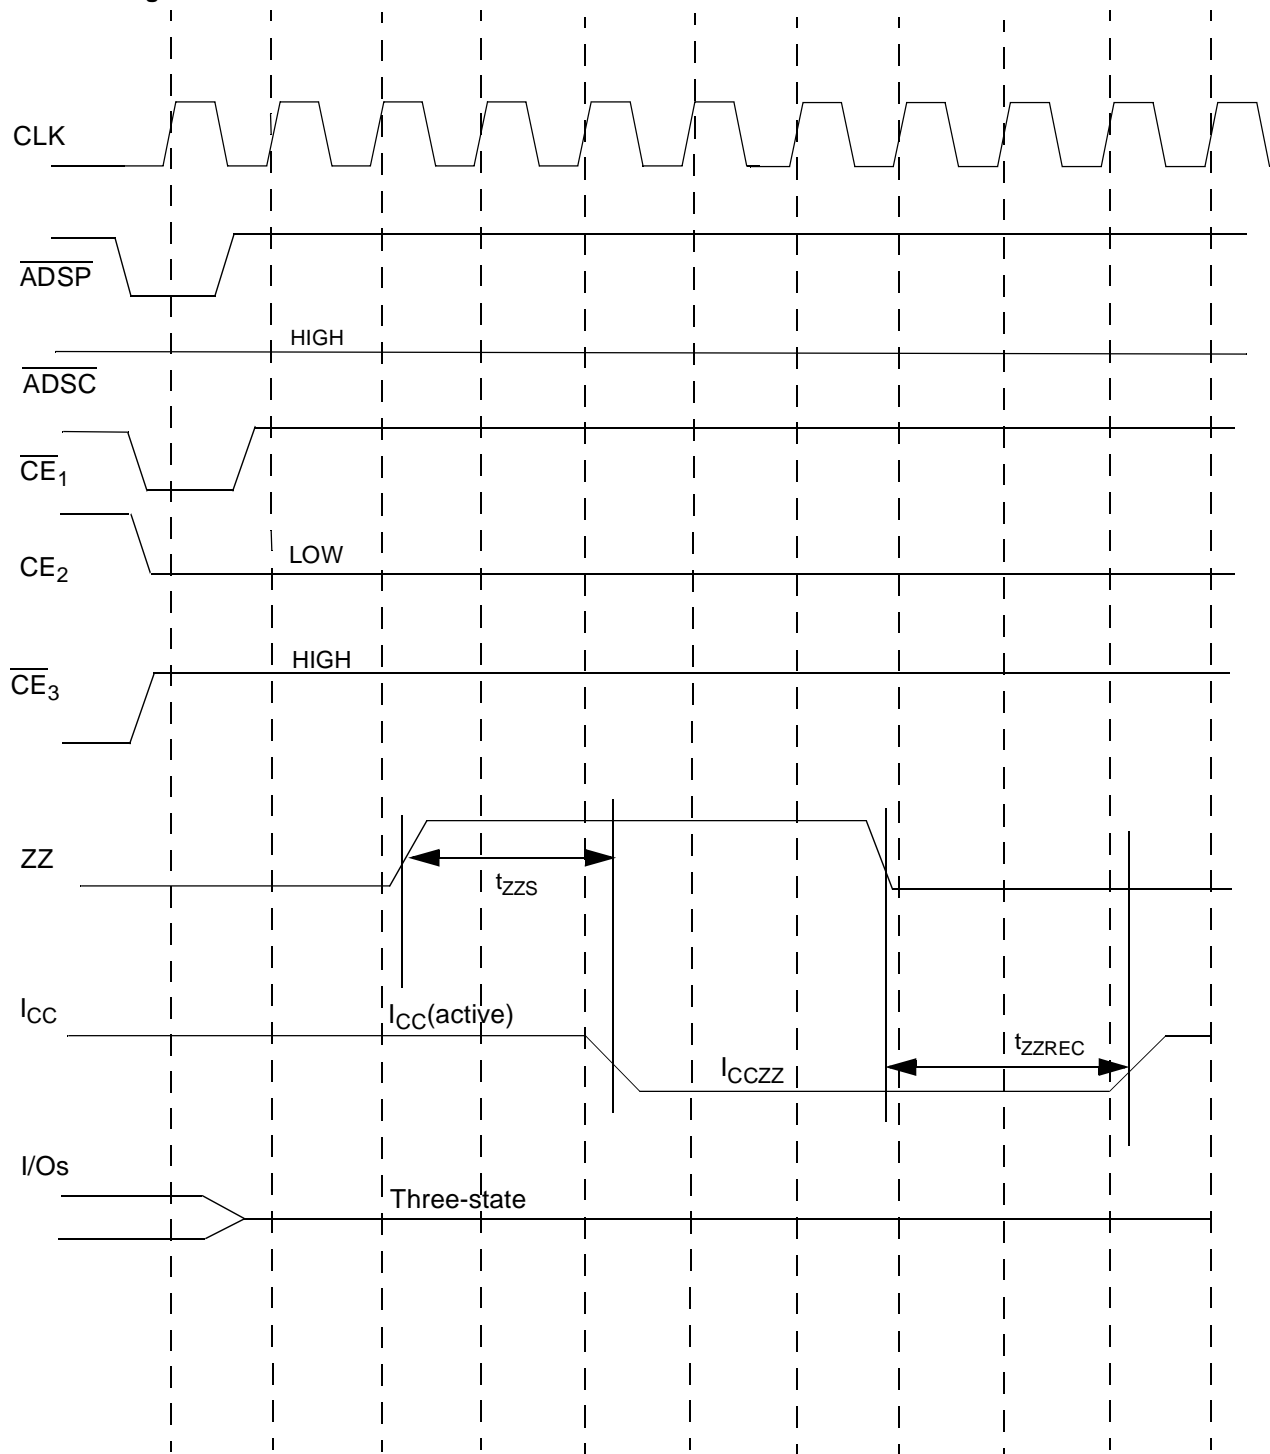 CLK
ADSP
HIGH
ADSC
CE1
LOW
CE2
HIGH
CE3
ZZ
tZZS
ICC
ICC(active)
tZZREC
ICCZZ
I/Os
Three-state